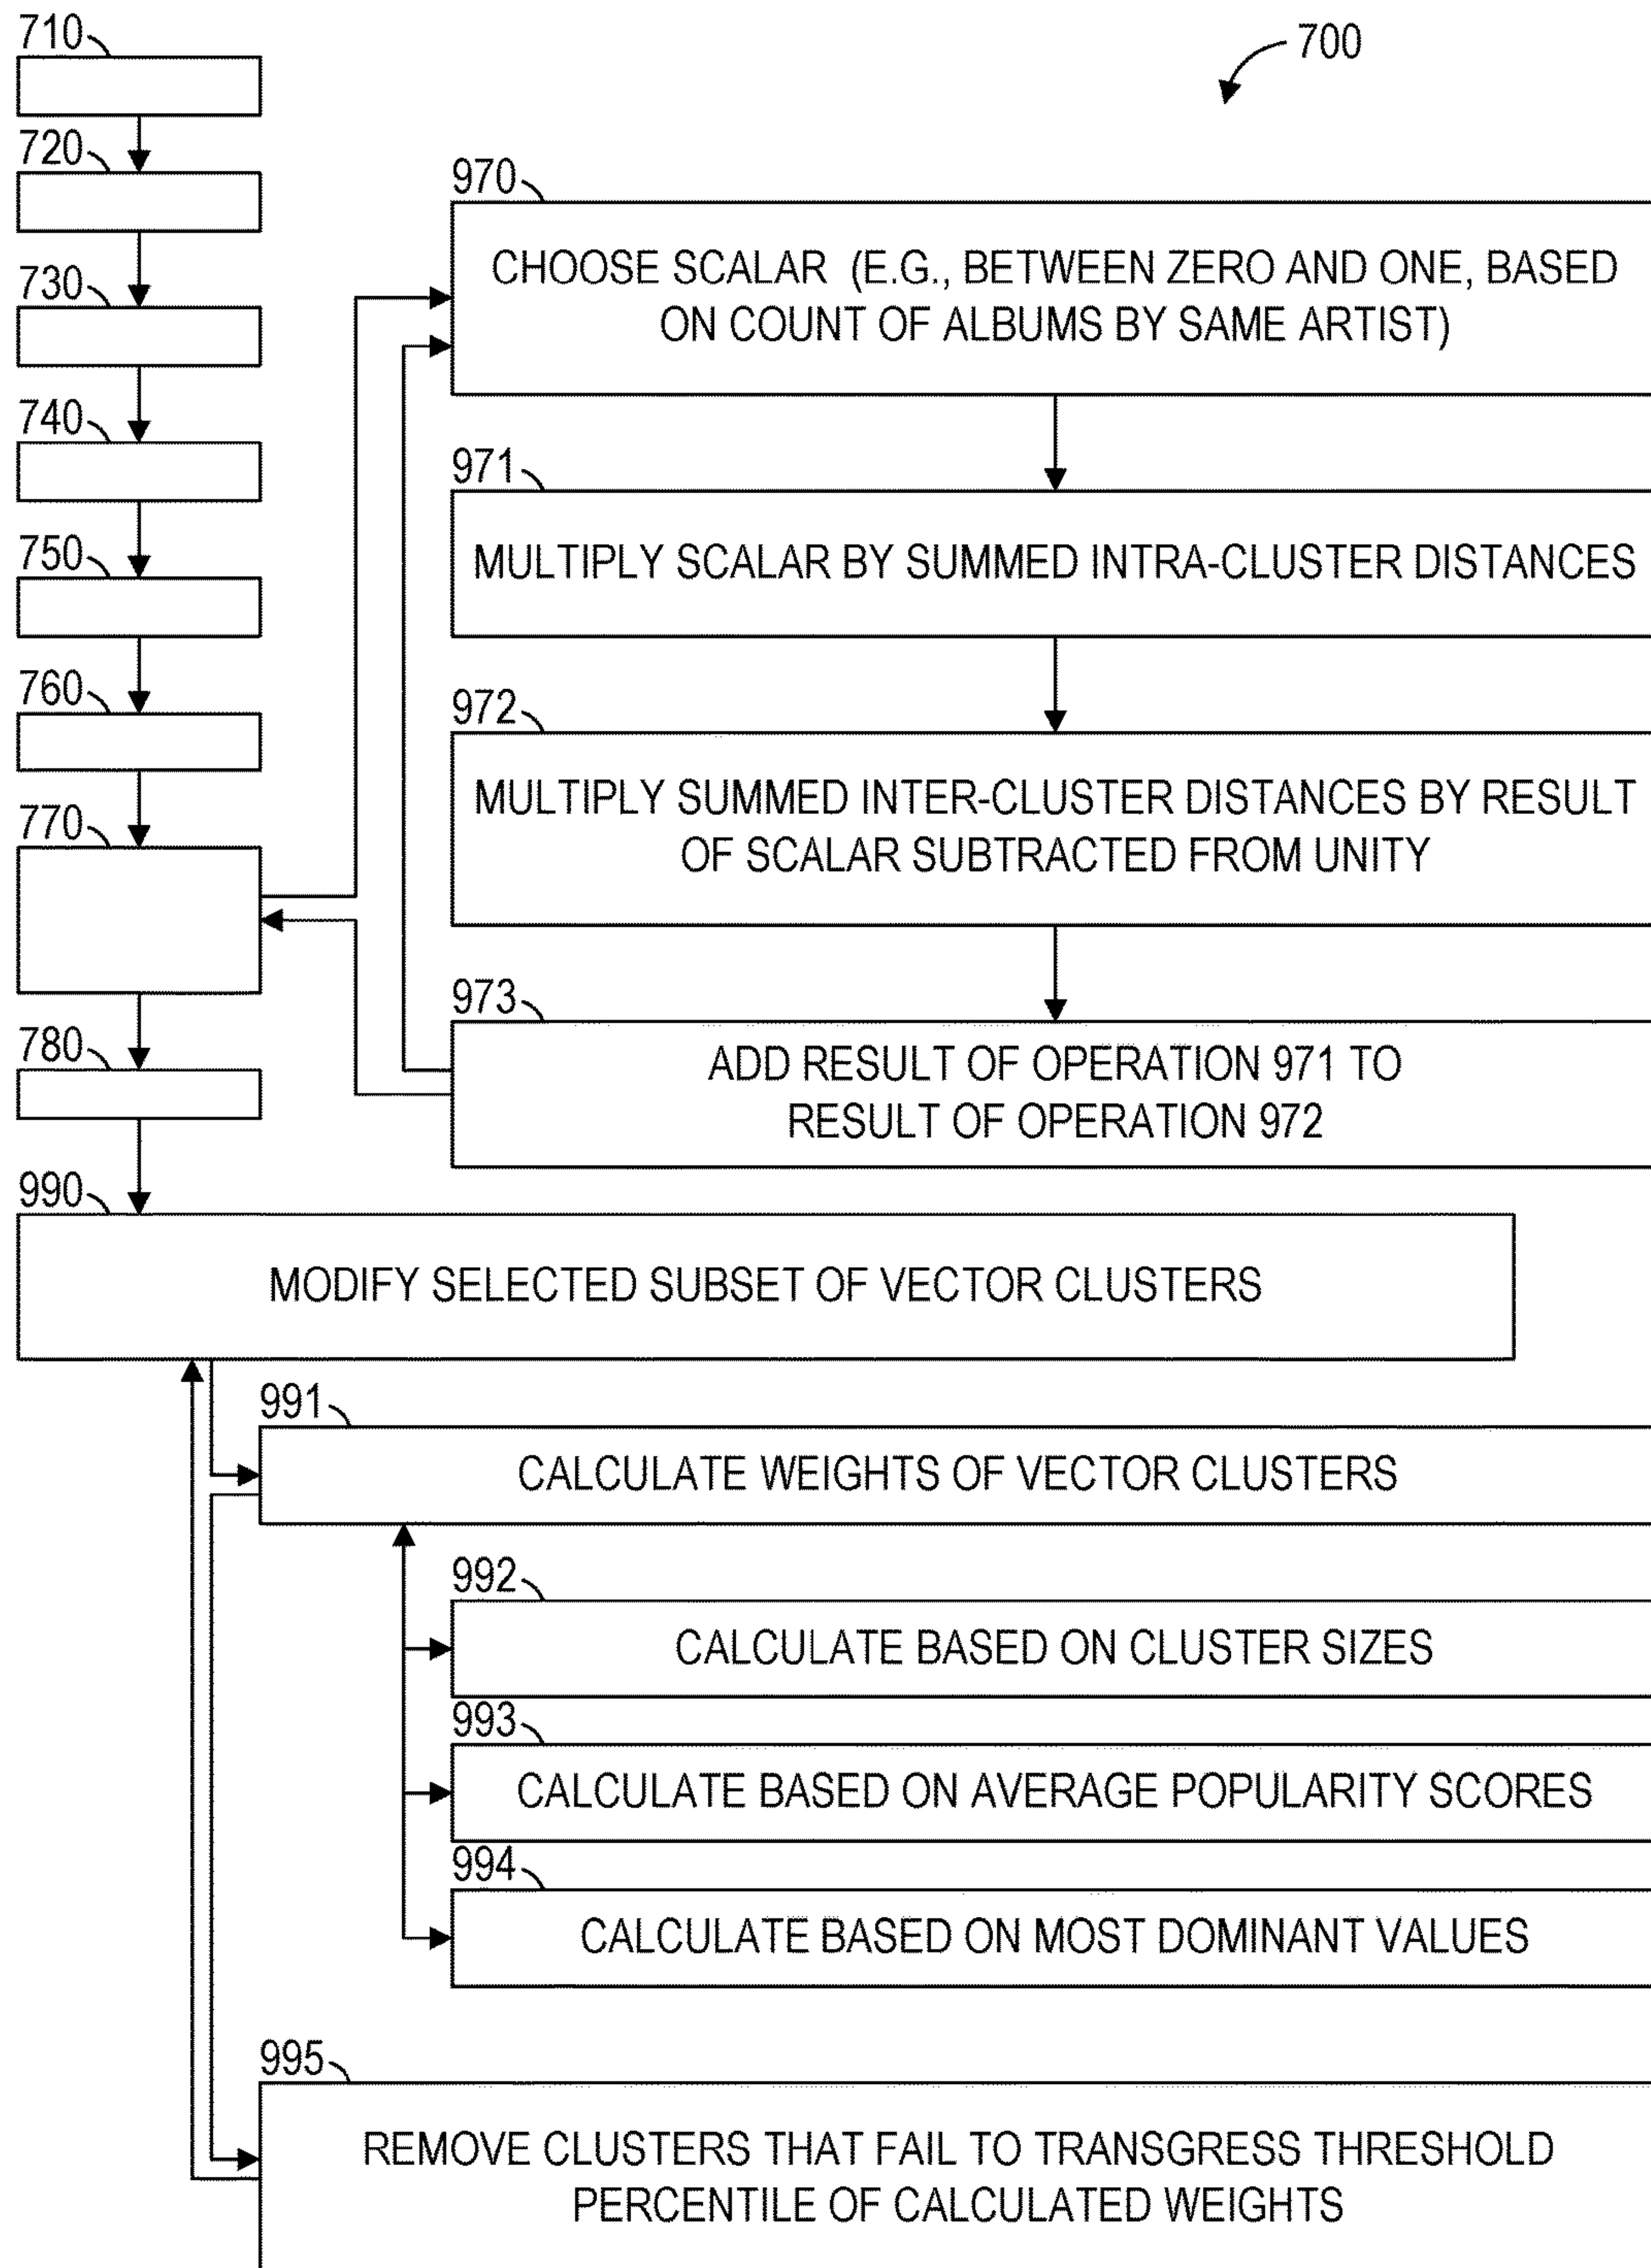 710
700
720
730
740
750
760
770
780
970
CHOOSE SCALAR (E.G., BETWEEN ZERO AND ONE, BASED
ON COUNT OF ALBUMS BY SAME ARTIST)
971
MULTIPLY SCALAR BY SUMMED INTRA-CLUSTER DISTANCES
972
MULTIPLY SUMMED INTER-CLUSTER DISTANCES BY RESULT
OF SCALAR SUBTRACTED FROM UNITY
973
ADD RESULT OF OPERATION 971 TO
RESULT OF OPERATION 972
990
MODIFY SELECTED SUBSET OF VECTOR CLUSTERS
991
CALCULATE WEIGHTS OF VECTOR CLUSTERS
992
CALCULATE BASED ON CLUSTER SIZES
993
CALCULATE BASED ON AVERAGE POPULARITY SCORES
994
CALCULATE BASED ON MOST DOMINANT VALUES
995
REMOVE CLUSTERS THAT FAIL TO TRANSGRESS THRESHOLD
PERCENTILE OF CALCULATED WEIGHTS